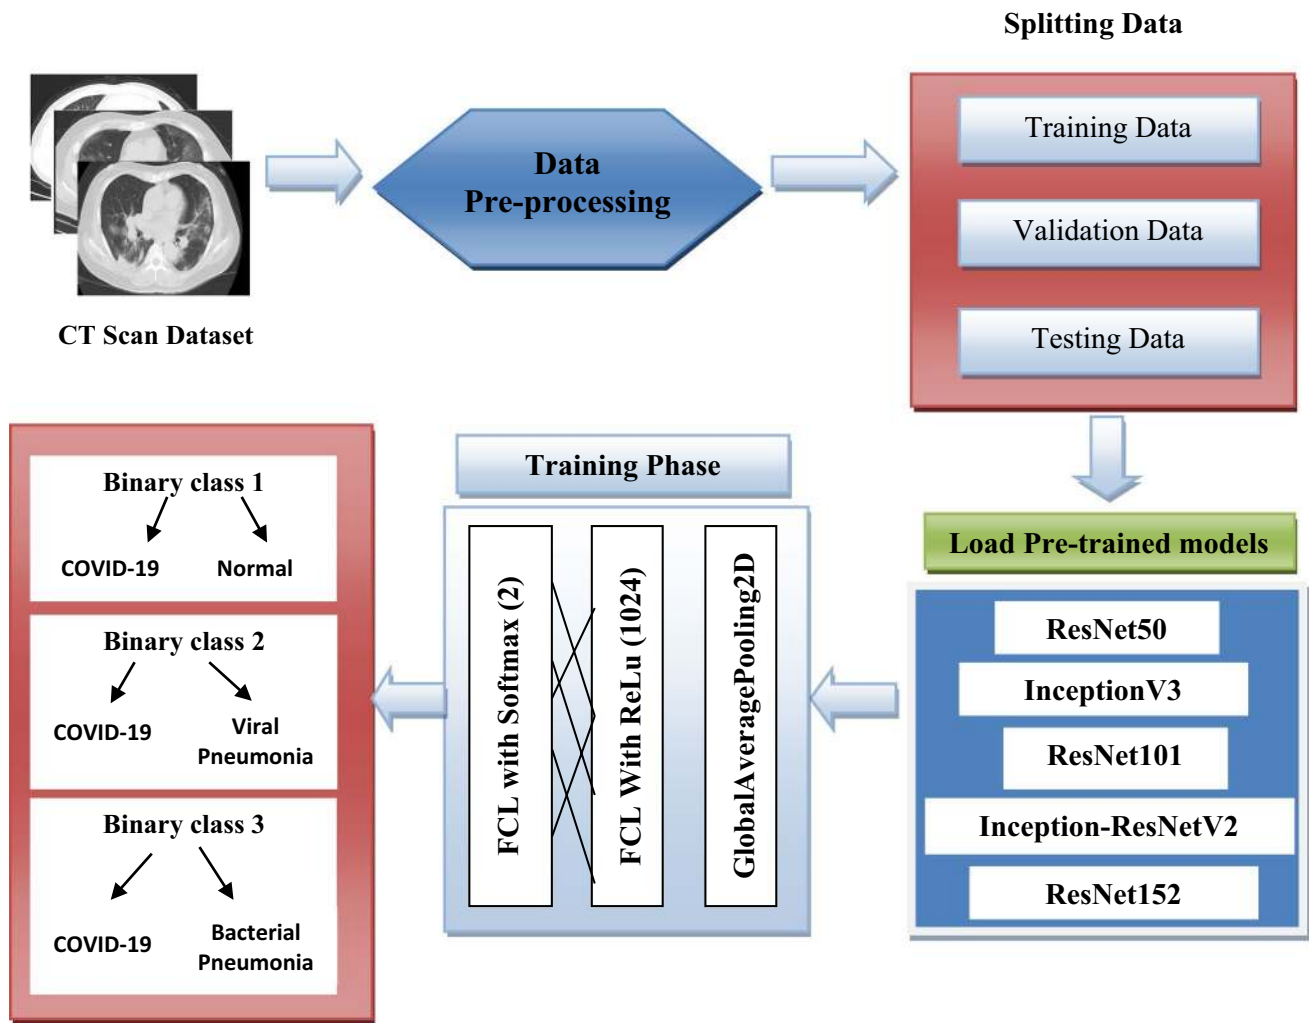 Splitting Data
Data
Pre-processing
Training Data
Validation Data
Testing Data
CT Scan Dataset
Load Pre-trained models
ResNet50
InceptionV3
ResNet101
Inception-ResNetV2
ResNet152
Training Phase
GlobalAveragePooling2D
FCL With ReLu (1024)
FCL with Softmax (2)
Binary class 1
COVID-19
Normal
Binary class 2
COVID-19
Viral
Pneumonia
Binary class 3
COVID-19
Bacterial
Pneumonia